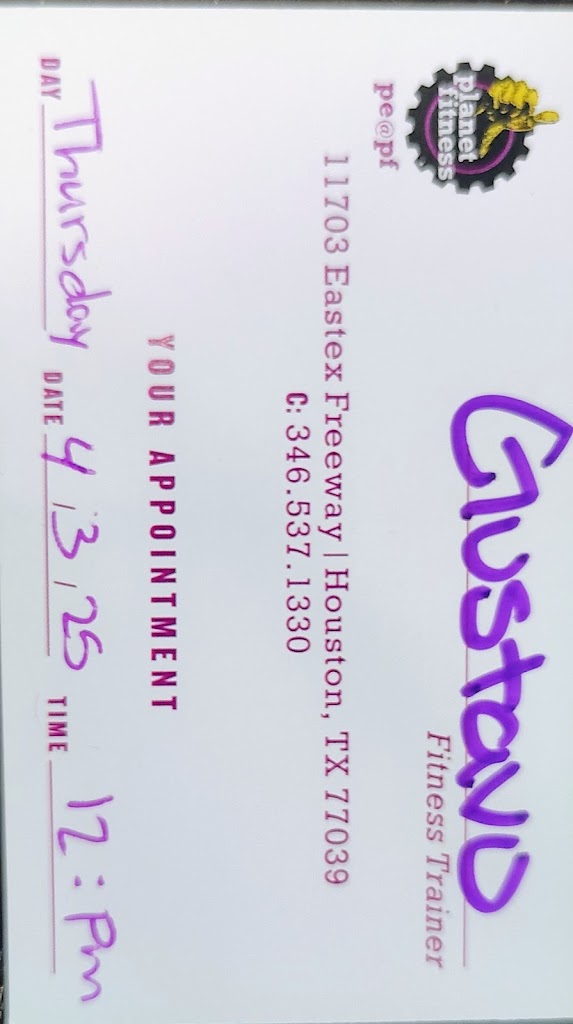 planet
fitness
pe@pf
Gustavo
Fitness Trainer
11703 Eastex Freeway | Houston, TX 77039
C: 346.537.1330
YOUR APPOINTMENT
DAY Thursday DATE 4/3/25 TIME 12:pm